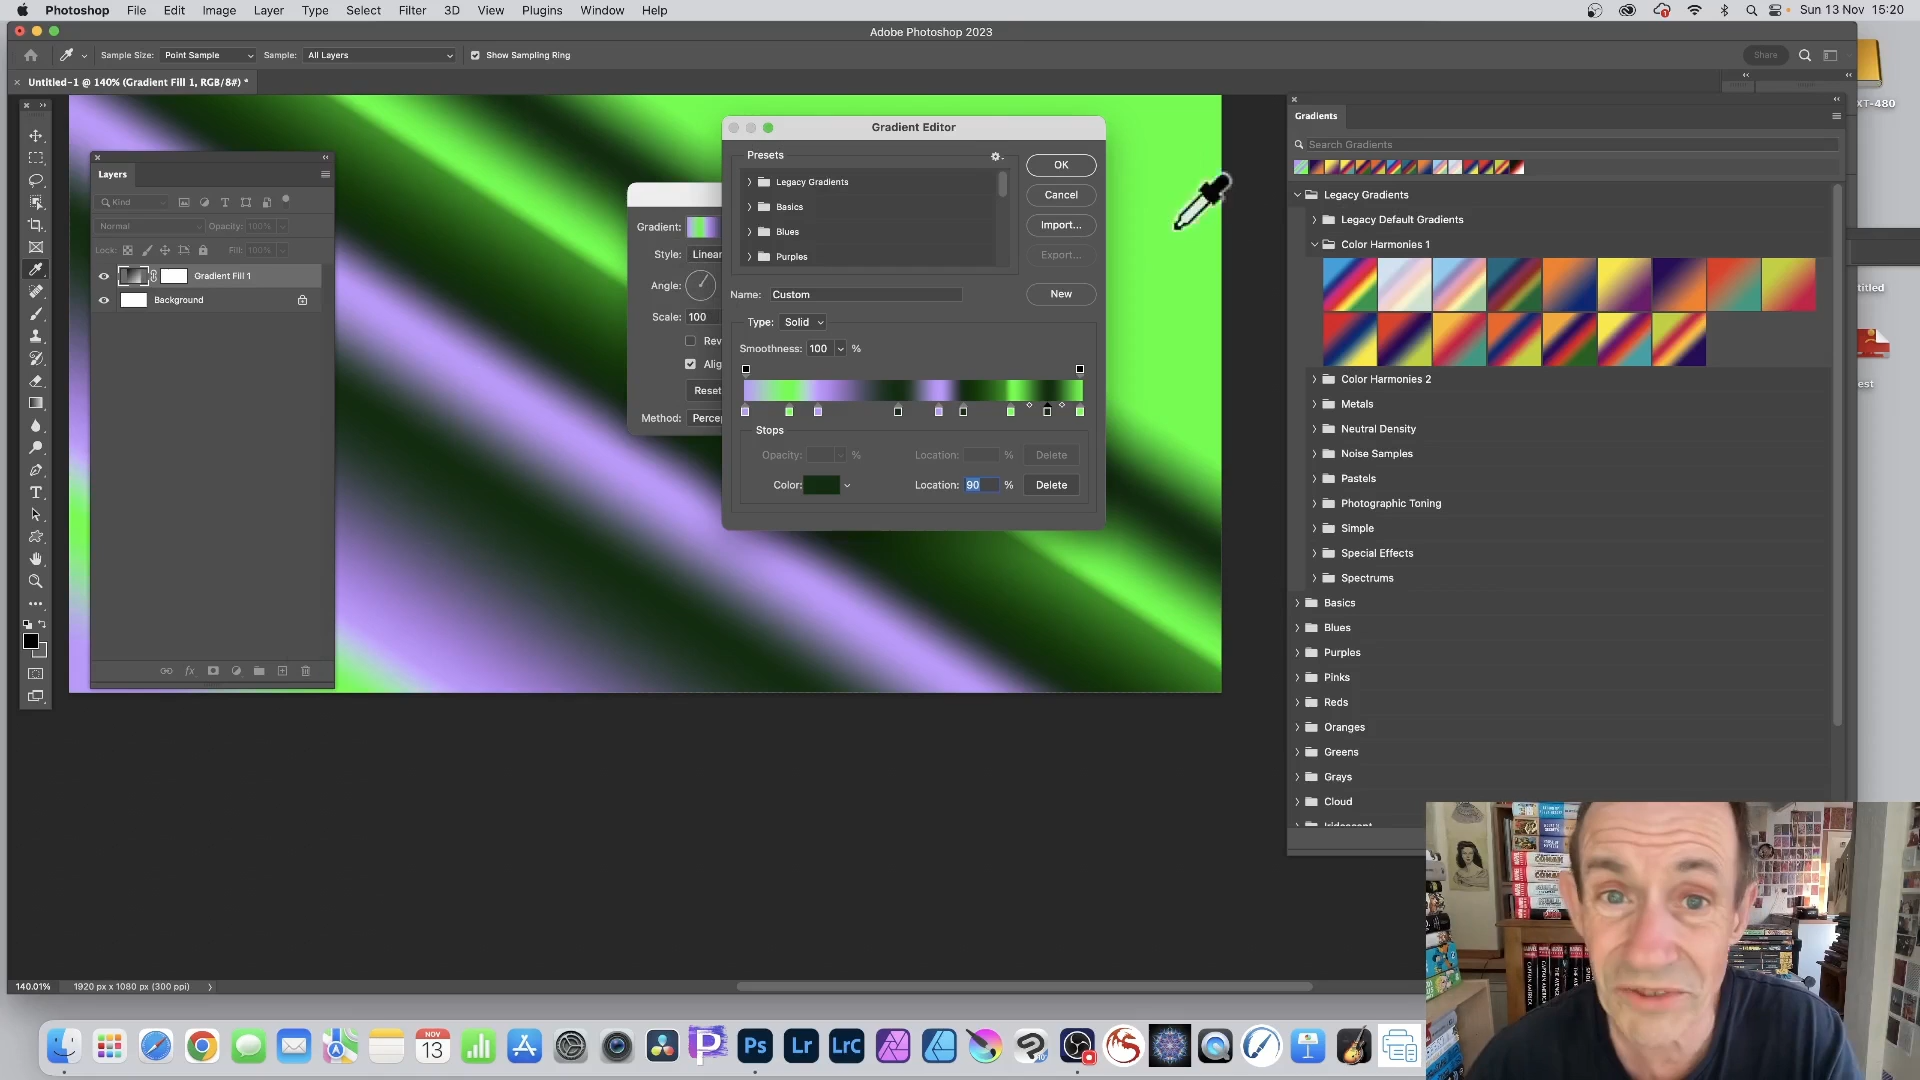 Photoshop File Edit Image Layer Type Select Filter 3D View Plugins Window Help Sun 13 Nov 15:20
Adobe Photoshop 2023
Sample Size: Point Sample Sample: All Layers Show Sampling Ring Share
Untitled-1 @ 140% (Gradient Fill 1, RGB/8#) *
XT-480
Layers
Kind
Normal Opacity: 100%
Lock: Fill: 100%
Gradient Fill 1
Background
Gradient:
Style: Linear
Angle:
Scale: 100
Rev
Alig
Reset
Method: Perce
Gradient Editor
Presets
Legacy Gradients
Basics
Blues
Purples
OK
Cancel
Import...
Export...
New
Name: Custom
Type: Solid
Smoothness: 100 %
Stops
Opacity: % Location: % Delete
Color: Location: 90 % Delete
Gradients
Search Gradients
Legacy Gradients
Legacy Default Gradients
Color Harmonies 1
Color Harmonies 2
Metals
Neutral Density
Noise Samples
Pastels
Photographic Toning
Simple
Special Effects
Spectrums
Basics
Blues
Purples
Pinks
Reds
Oranges
Greens
Grays
Cloud
titled
est
140.01% 1920 px x 1080 px (300 ppi)
NOV
13
Ps Lr LrC
CONAN